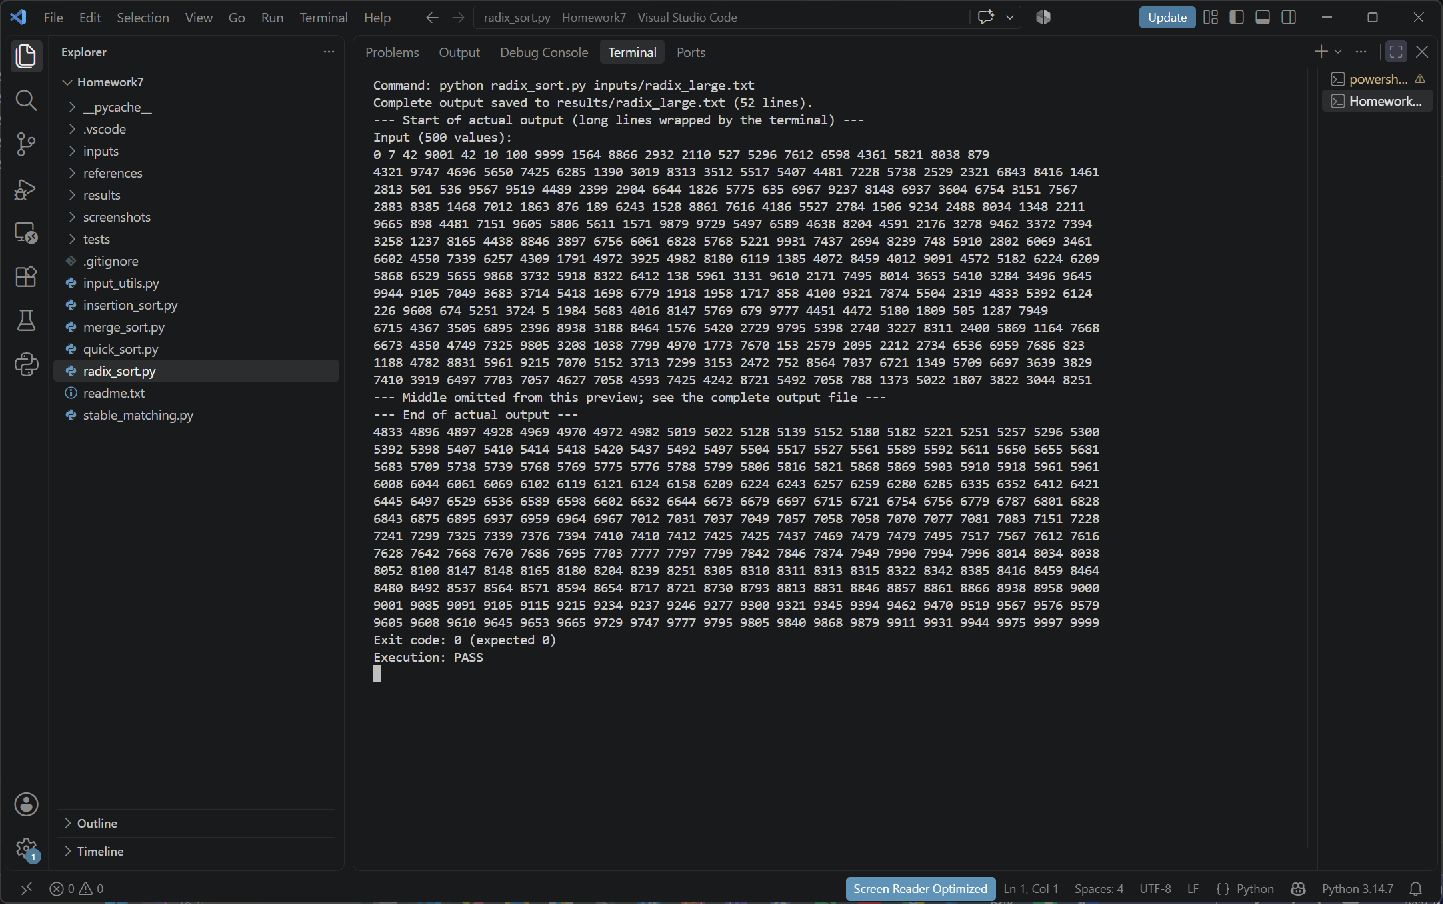 File Edit Selection View Go Run Terminal Help radix_sort.py Homework7 Visual Studio Code Update
Explorer
Homework7
__pycache__
.vscode
inputs
references
results
screenshots
tests
.gitignore
input_utils.py
insertion_sort.py
merge_sort.py
quick_sort.py
radix_sort.py
readme.txt
stable_matching.py
Outline
Timeline
Problems Output Debug Console Terminal Ports
Command: python radix_sort.py inputs/radix_large.txt
Complete output saved to results/radix_large.txt (52 lines).
--- Start of actual output (long lines wrapped by the terminal) ---
Input (500 values):
0 7 42 9001 42 10 100 9999 1564 8866 2932 2110 527 5296 7612 6598 4361 5821 8038 879
4321 9747 4696 5650 7425 6285 1390 3019 8313 3512 5517 5407 4481 7228 5738 2529 2321 6843 8416 1461
2813 501 536 9567 9519 4489 2399 2904 6644 1826 5775 635 6967 9237 8148 6937 3604 6754 3151 7567
2883 8385 1468 7012 1863 876 189 6243 1528 8861 7616 4186 5527 2784 1506 9234 2488 8034 1348 2211
9665 898 4481 7151 9605 5806 5611 1571 9879 9729 5497 6589 4638 8204 4591 2176 3278 9462 3372 7394
3258 1237 8165 4438 8846 3897 6756 6061 6828 5768 5221 9931 7437 2694 8239 748 5910 2802 6069 3461
6602 4550 7339 6257 4309 1791 4972 3925 4982 8180 6119 1385 4072 8459 4012 9091 4572 5182 6224 6209
5868 6529 5655 9868 3732 5918 8322 6412 138 5961 3131 9610 2171 7495 8014 3653 5410 3284 3496 9645
9944 9105 7049 3683 3714 5418 1698 6779 1918 1958 1717 858 4100 9321 7874 5504 2319 4833 5392 6124
226 9608 674 5251 3724 5 1984 5683 4016 8147 5769 679 9777 4451 4472 5180 1809 505 1287 7949
6715 4367 3505 6895 2396 8938 3188 8464 1576 5420 2729 9795 5398 2740 3227 8311 2400 5869 1164 7668
6673 4350 4749 7325 9805 3208 1038 7799 4970 1773 7670 153 2579 2095 2212 2734 6536 6959 7686 823
1188 4782 8831 5961 9215 7070 5152 3713 7299 3153 2472 752 8564 7037 6721 1349 5709 6697 3639 3829
7410 3919 6497 7703 7057 4627 7058 4593 7425 4242 8721 5492 7058 788 1373 5022 1807 3822 3044 8251
--- Middle omitted from this preview; see the complete output file ---
--- End of actual output ---
4833 4896 4897 4928 4969 4970 4972 4982 5019 5022 5128 5139 5152 5180 5182 5221 5251 5257 5296 5300
5392 5398 5407 5410 5414 5418 5420 5437 5492 5497 5504 5517 5527 5561 5589 5592 5611 5650 5655 5681
5683 5709 5738 5739 5768 5769 5775 5776 5788 5799 5806 5816 5821 5868 5869 5903 5910 5918 5961 5961
6008 6044 6061 6069 6102 6119 6121 6124 6158 6209 6224 6243 6257 6259 6280 6285 6335 6352 6412 6421
6445 6497 6529 6536 6589 6598 6602 6632 6644 6673 6679 6697 6715 6721 6754 6756 6779 6787 6801 6828
6843 6875 6895 6937 6959 6964 6967 7012 7031 7037 7049 7057 7058 7058 7070 7077 7081 7083 7151 7228
7241 7299 7325 7339 7376 7394 7410 7410 7412 7425 7425 7437 7469 7479 7479 7495 7517 7567 7612 7616
7628 7642 7668 7670 7686 7695 7703 7777 7797 7799 7842 7846 7874 7949 7990 7994 7996 8014 8034 8038
8052 8100 8147 8148 8165 8180 8204 8239 8251 8305 8310 8311 8313 8315 8322 8342 8385 8416 8459 8464
8480 8492 8537 8564 8571 8594 8654 8717 8721 8730 8793 8813 8831 8846 8857 8861 8866 8938 8958 9000
9001 9085 9091 9105 9115 9215 9234 9237 9246 9277 9300 9321 9345 9394 9462 9470 9519 9567 9576 9579
9605 9608 9610 9645 9653 9665 9729 9747 9777 9795 9805 9840 9868 9879 9911 9931 9944 9975 9997 9999
Exit code: 0 (expected 0)
Execution: PASS
powersh...
Homework...
1
0 0 Screen Reader Optimized Ln 1, Col 1 Spaces: 4 UTF-8 LF { } Python Python 3.14.7